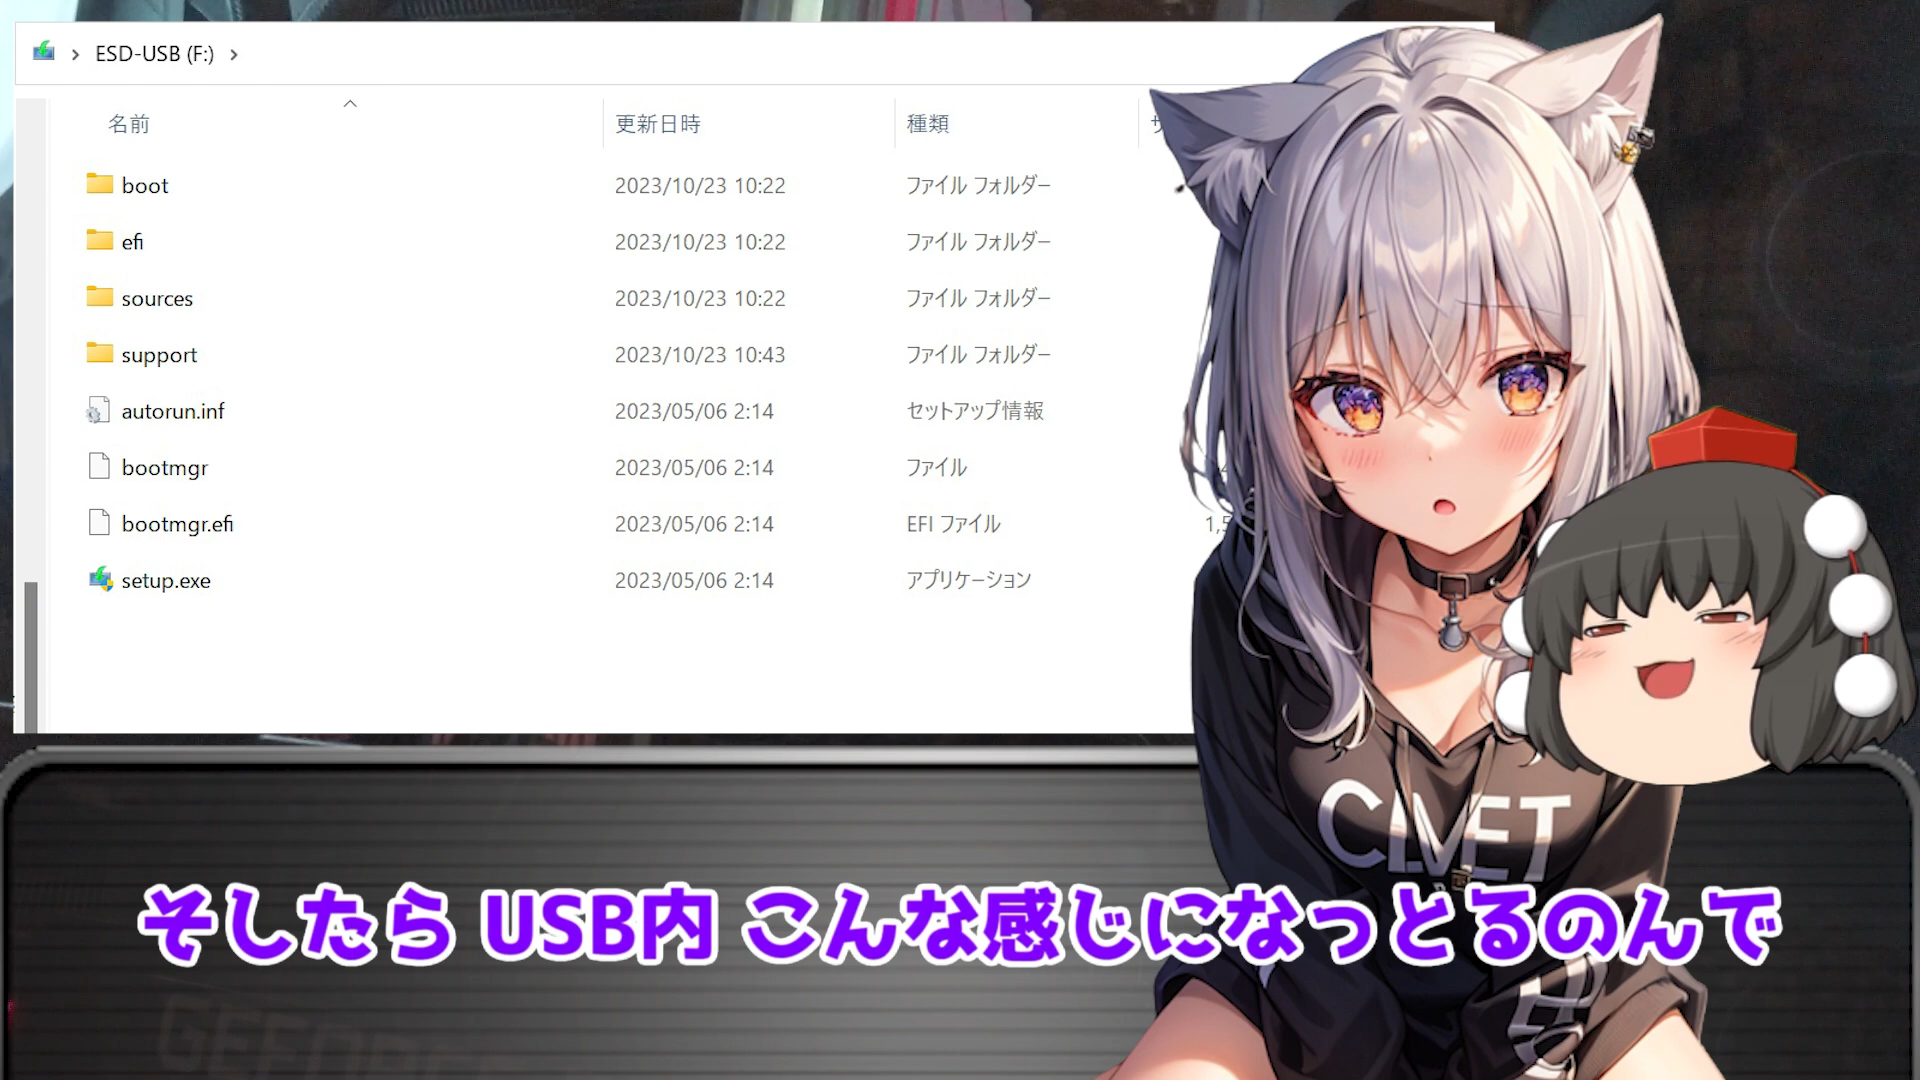 ESD-USB (F:)
名前 更新日時 種類
boot 2023/10/23 10:22 ファイル フォルダー
efi 2023/10/23 10:22 ファイル フォルダー
sources 2023/10/23 10:22 ファイル フォルダー
support 2023/10/23 10:43 ファイル フォルダー
autorun.inf 2023/05/06 2:14 セットアップ情報
bootmgr 2023/05/06 2:14 ファイル
bootmgr.efi 2023/05/06 2:14 EFI ファイル
setup.exe 2023/05/06 2:14 アプリケーション
そしたら USB内 こんな感じになっとるのんで
GEFORCE